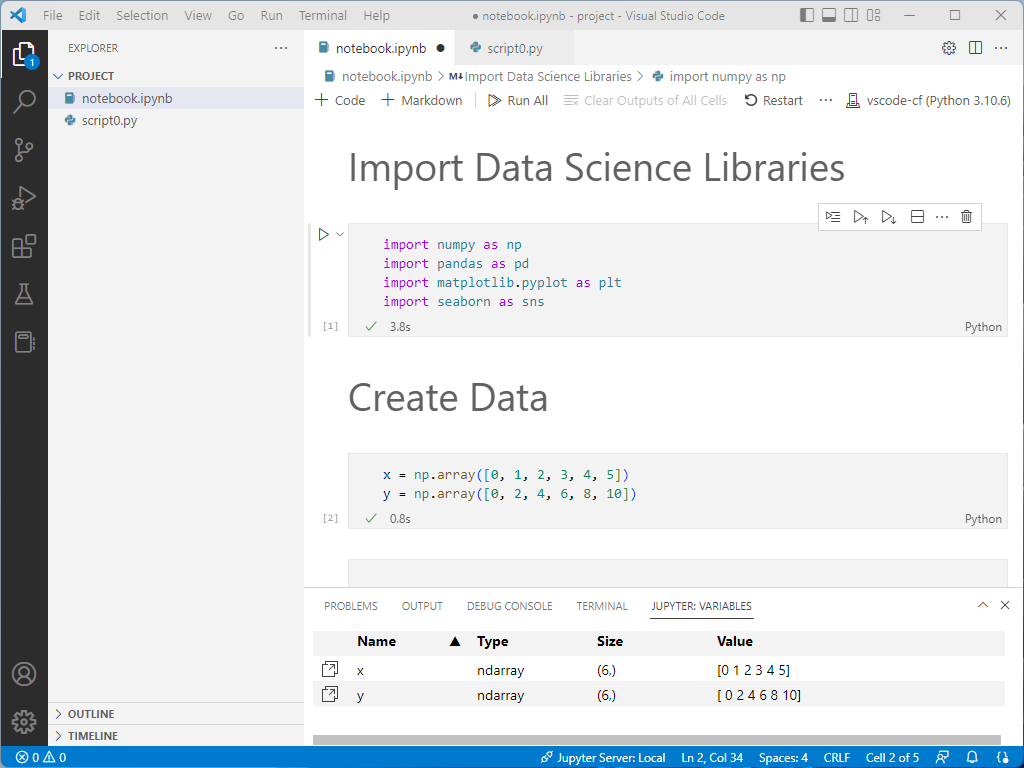 File Edit Selection View Go Run Terminal Help ● notebook.ipynb - project - Visual Studio Code
EXPLORER ···
PROJECT
notebook.ipynb
script0.py
1
OUTLINE
TIMELINE
notebook.ipynb ● script0.py
notebook.ipynb > M↓Import Data Science Libraries > import numpy as np
+ Code + Markdown Run All Clear Outputs of All Cells Restart ··· vscode-cf (Python 3.10.6)
Import Data Science Libraries
import numpy as np
import pandas as pd
import matplotlib.pyplot as plt
import seaborn as sns
[1] ✓ 3.8s Python
Create Data
x = np.array([0, 1, 2, 3, 4, 5])
y = np.array([0, 2, 4, 6, 8, 10])
[2] ✓ 0.8s Python
PROBLEMS OUTPUT DEBUG CONSOLE TERMINAL JUPYTER: VARIABLES
Name ▲ Type Size Value
x ndarray (6,) [0 1 2 3 4 5]
y ndarray (6,) [ 0 2 4 6 8 10]
0 0 Jupyter Server: Local Ln 2, Col 34 Spaces: 4 CRLF Cell 2 of 5